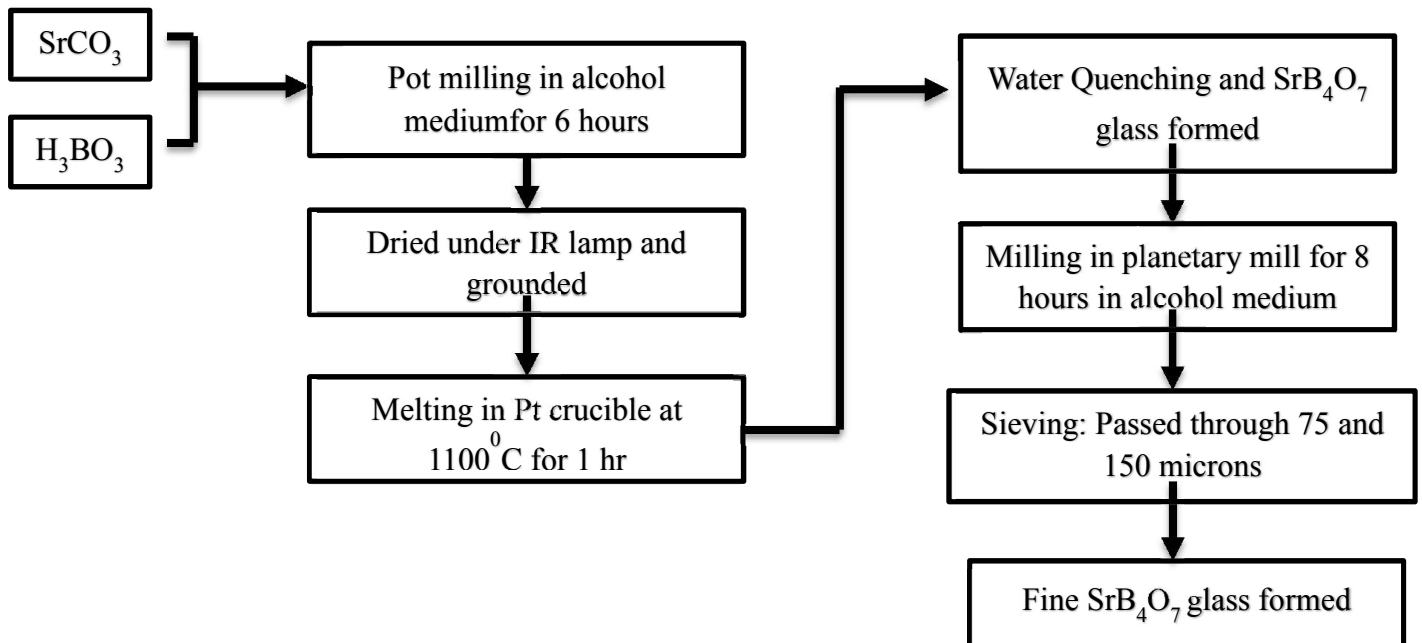 SrCO₃
H₃BO₃
Pot milling in alcohol
mediumfor 6 hours
Dried under IR lamp and
grounded
Melting in Pt crucible at
1100⁰C for 1 hr
Water Quenching and SrB₄O₇
glass formed
Milling in planetary mill for 8
hours in alcohol medium
Sieving: Passed through 75 and
150 microns
Fine SrB₄O₇ glass formed